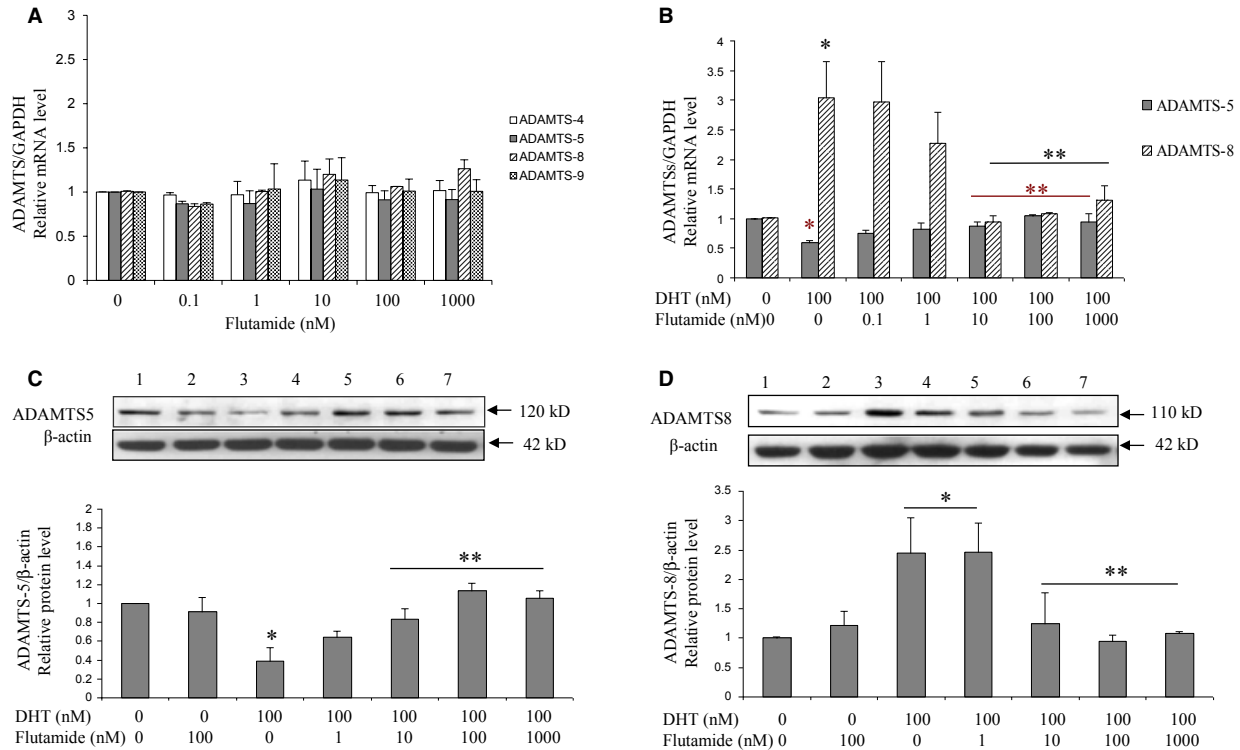 A
3
2.5
2
1.5
1
0.5
0
ADAMTS/GAPDH
Relative mRNA level
ADAMTS-4
ADAMTS-5
ADAMTS-8
ADAMTS-9
0 0.1 1 10 100 1000
Flutamide (nM)
B
4
3.5
3
2.5
2
1.5
1
0.5
0
ADAMTSs/GAPDH
Relative mRNA level
*
*
**
**
ADAMTS-5
ADAMTS-8
DHT (nM) 0 100 100 100 100 100 100
Flutamide (nM)0 0 0.1 1 10 100 1000
C
1 2 3 4 5 6 7
ADAMTS5
120 kD
β-actin
42 kD
2
1.8
1.6
1.4
1.2
1
0.8
0.6
0.4
0.2
0
ADAMTS-5/β-actin
Relative protein level
*
**
DHT (nM) 0 0 100 100 100 100 100
Flutamide (nM) 0 100 0 1 10 100 1000
D
1 2 3 4 5 6 7
ADAMTS8
110 kD
β-actin
42 kD
3.5
3
2.5
2
1.5
1
0.5
0
ADAMTS-8/β-actin
Relative protein level
*
**
DHT (nM) 0 0 100 100 100 100 100
Flutamide (nM) 0 100 0 1 10 100 1000